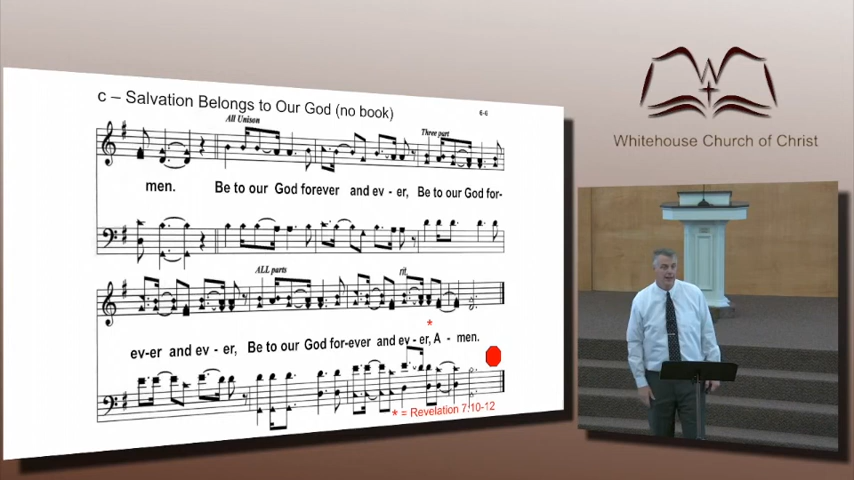 c – Salvation Belongs to Our God (no book)
6-6
All Unison
Three part
men. Be to our God forever and ev - er, Be to our God for-
ALL parts
rit.
*
ev-er and ev - er, Be to our God for-ever and ev - er, A - men.
* = Revelation 7:10-12
Whitehouse Church of Christ